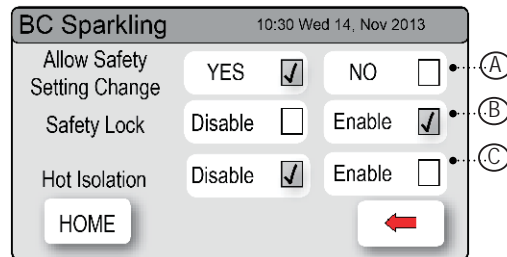 BC Sparkling 10:30 Wed 14, Nov 2013
Allow Safety
Setting Change YES NO A
Safety Lock Disable Enable B
Hot Isolation Disable Enable C
HOME